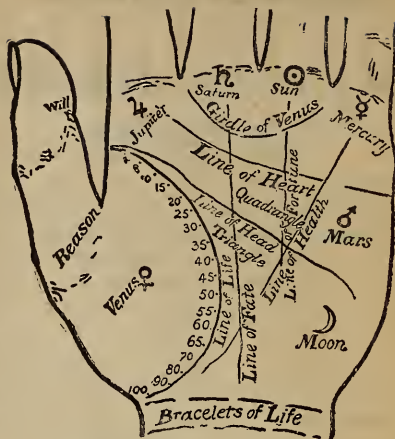 Saturn
Sun
Will
Jupiter
Girdle of Venus
Mercury
Line of Heart
Quadrangle
Line of Head
Triangle
Line of Fortune
Line of Health
Mars
Reason
Venus
10.
15.
20.
25.
30.
35.
40.
45.
50.
55.
60.
65.
70
80.
90.
100
Line of Life
Line of Fate
Moon
Bracelets of Life